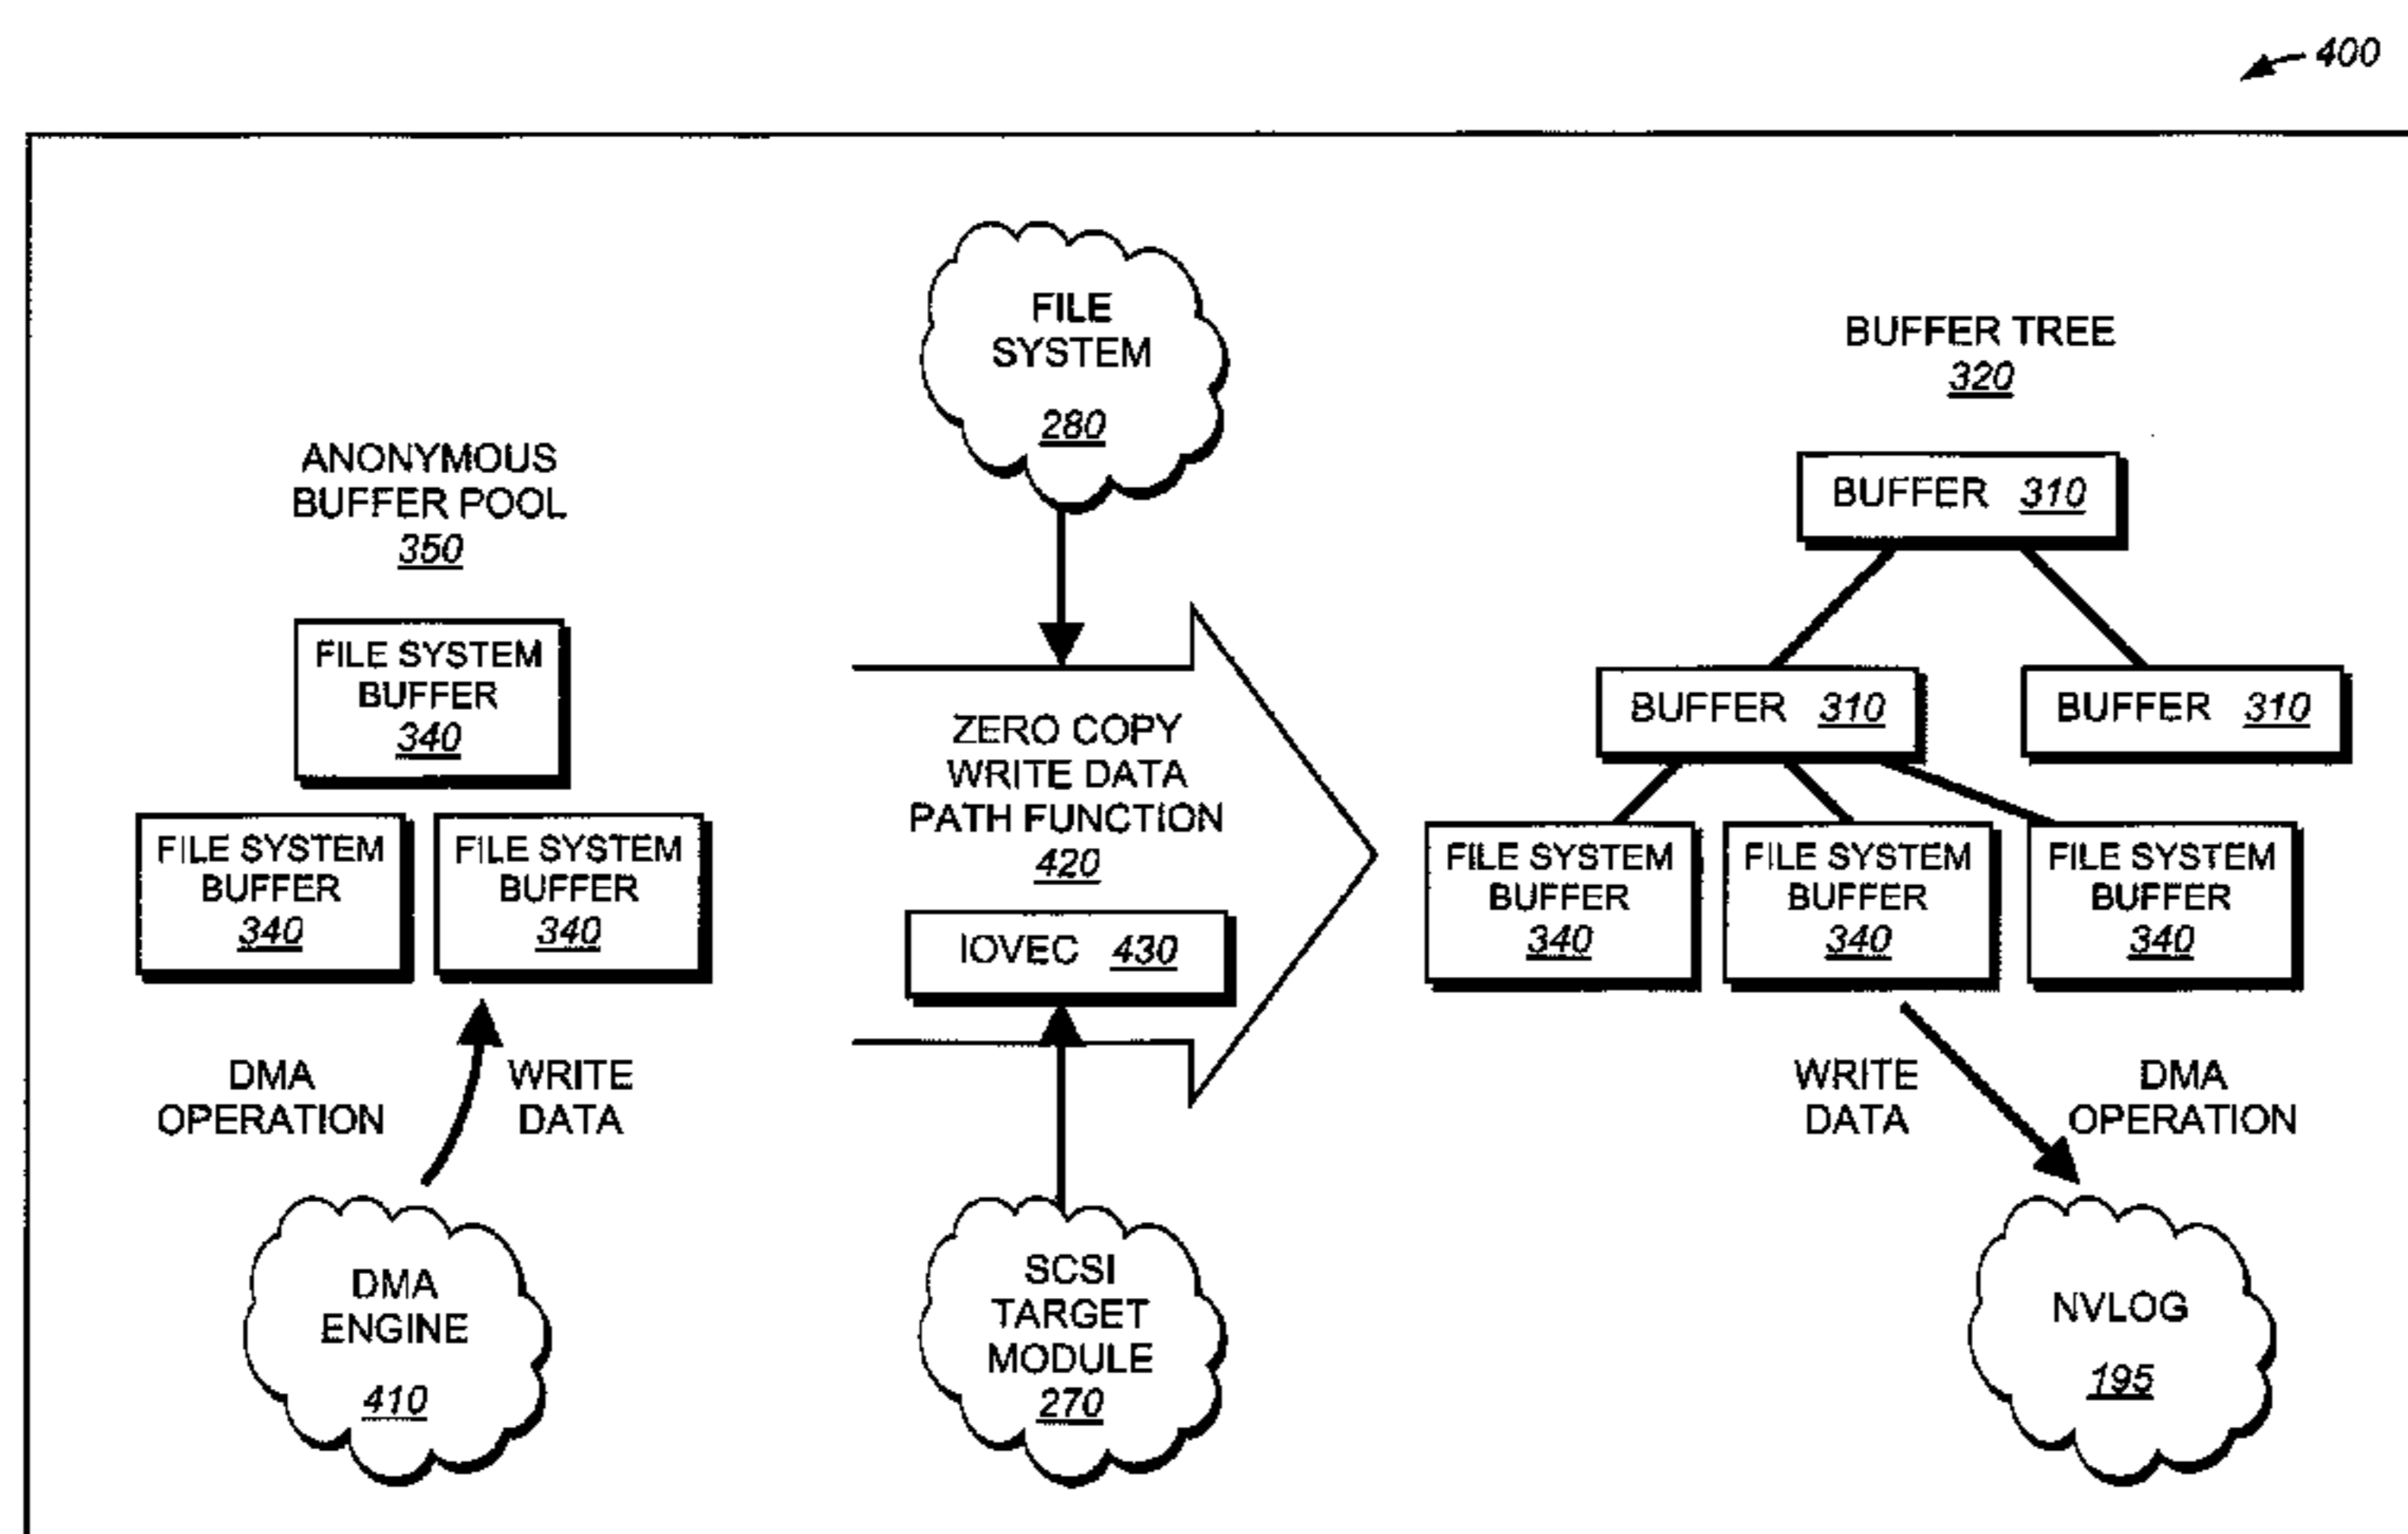 400
FILE
SYSTEM
280
BUFFER TREE
320
ANONYMOUS
BUFFER POOL
350
BUFFER 310
FILE SYSTEM
BUFFER
340
BUFFER 310
BUFFER 310
ZERO COPY
WRITE DATA
PATH FUNCTION
420
FILE SYSTEM
BUFFER
340
FILE SYSTEM
BUFFER
340
IOVEC 430
FILE SYSTEM
BUFFER
340
FILE SYSTEM
BUFFER
340
FILE SYSTEM
BUFFER
340
DMA
OPERATION
WRITE
DATA
WRITE
DATA
DMA
OPERATION
DMA
ENGINE
410
SCSI
TARGET
MODULE
270
NVLOG
195